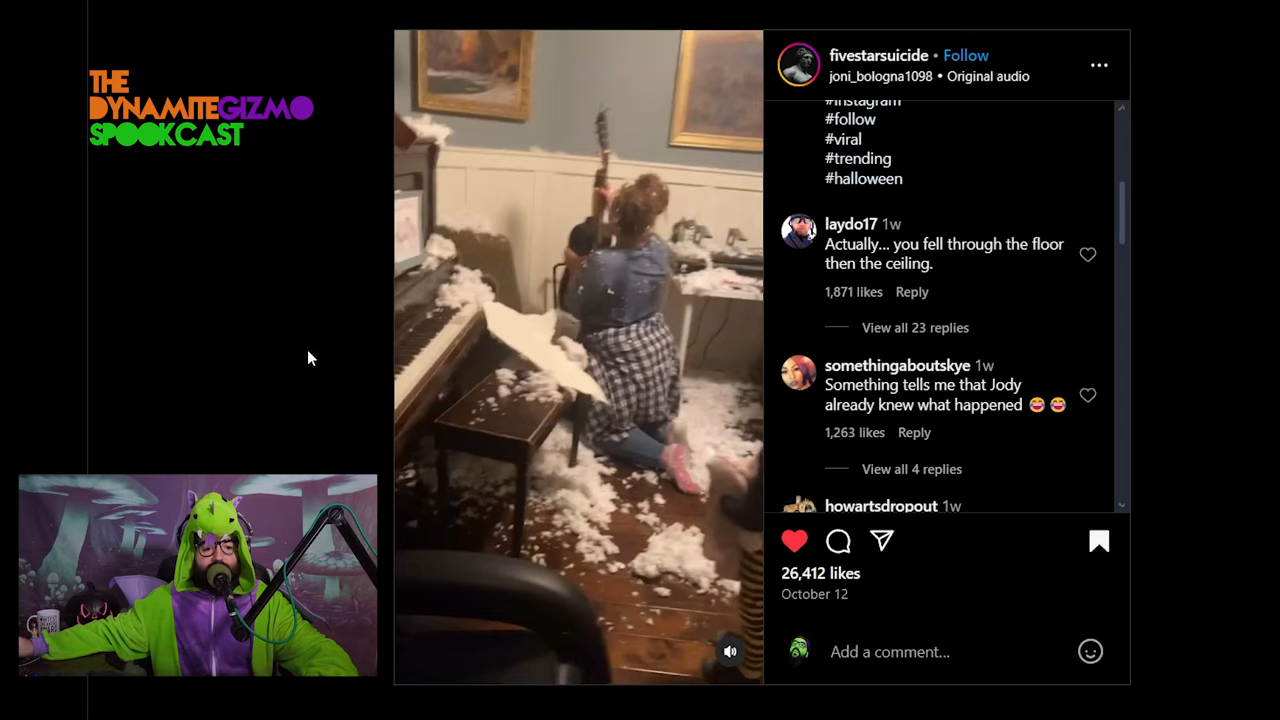 THE
DYNAMITEGIZMO
SPOOKCAST
fivestarsuicide • Follow
joni_bologna1098 • Original audio
#instagram
#follow
#viral
#trending
#halloween
laydo17 1w
Actually... you fell through the floor
then the ceiling.
1,871 likes Reply
View all 23 replies
somethingaboutskye 1w
Something tells me that Jody
already knew what happened 😂 😂
1,263 likes Reply
View all 4 replies
howartsdropout 1w
26,412 likes
October 12
Add a comment...